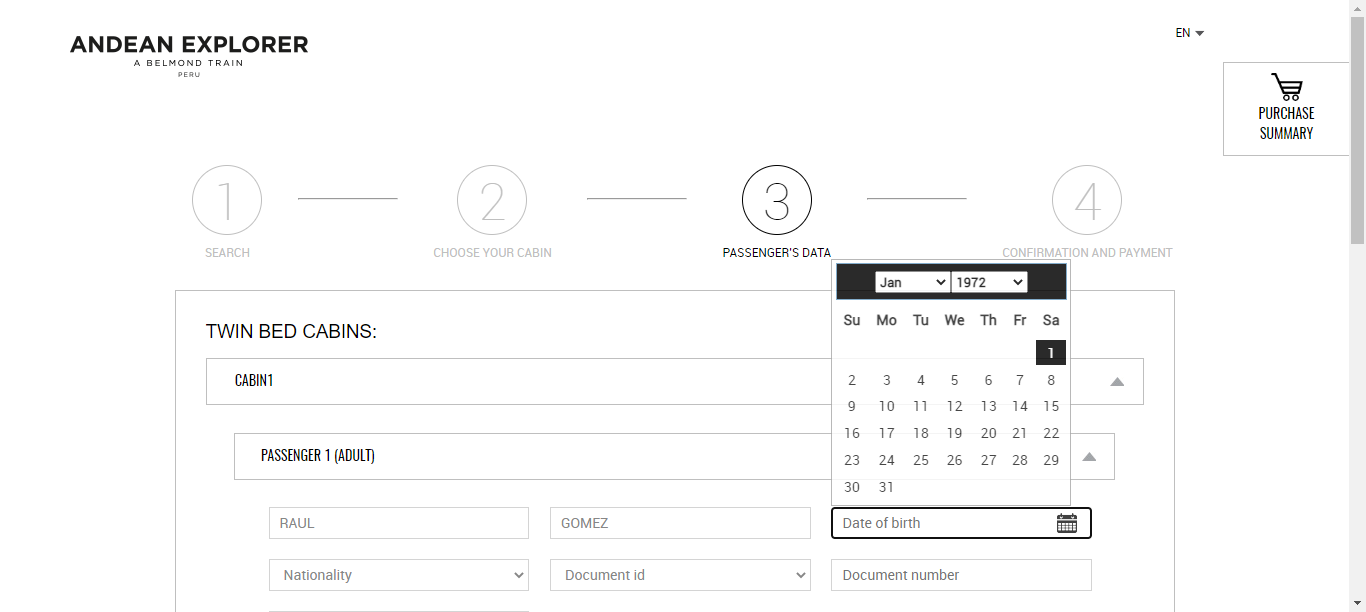 EN
ANDEAN EXPLORER
A BELMOND TRAIN
PERU
PURCHASE
SUMMARY
1
2
3
4
SEARCH
CHOOSE YOUR CABIN
PASSENGER'S DATA
CONFIRMATION AND PAYMENT
TWIN BED CABINS:
CABIN1
PASSENGER 1 (ADULT)
Jan 1972
Su Mo Tu We Th Fr Sa
1
2 3 4 5 6 7 8
9 10 11 12 13 14 15
16 17 18 19 20 21 22
23 24 25 26 27 28 29
30 31
RAUL
GOMEZ
Date of birth
Nationality
Document id
Document number